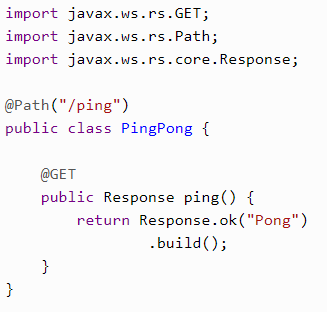 import javax.ws.rs.GET;
import javax.ws.rs.Path;
import javax.ws.rs.core.Response;

@Path("/ping")
public class PingPong {

    @GET
    public Response ping() {
        return Response.ok("Pong")
                .build();
    }
}